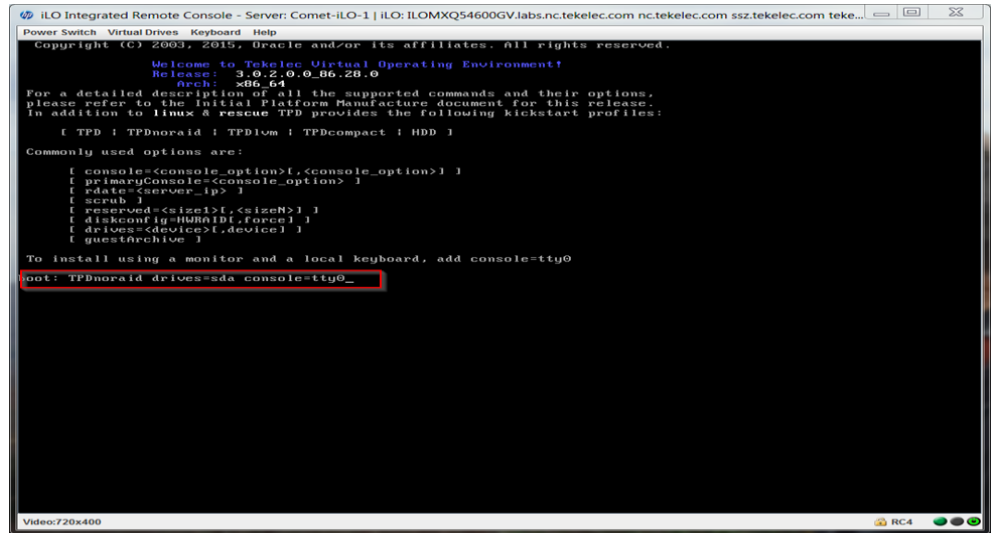 iLO Integrated Remote Console - Server: Comet-iLO-1 | iLO: ILOMXQ54600GV.labs.nc.tekelec.com nc.tekelec.com ssz.tekelec.com teke...
Power Switch Virtual Drives Keyboard Help
Copyright (C) 2003, 2015, Oracle and/or its affiliates. All rights reserved.
Welcome to Tekelec Virtual Operating Environment!
Release: 3.0.2.0.0_86.28.0
Arch: x86_64
For a detailed description of all the supported commands and their options,
please refer to the Initial Platform Manufacture document for this release.
In addition to linux & rescue TPD provides the following kickstart profiles:
[ TPD | TPDnoraid | TPDlvm | TPDcompact | HDD ]
Commonly used options are:
[ console=<console_option>[,<console_option>] ]
[ primaryConsole=<console_option> ]
[ rdate=<server_ip> ]
[ scrub ]
[ reserved=<size1>[,<sizeN>] ]
[ diskconfig=HWRAID[,force] ]
[ drives=<device>[,device] ]
[ guestArchive ]
To install using a monitor and a local keyboard, add console=tty0
boot: TPDnoraid drives=sda console=tty0_
Video:720x400
RC4